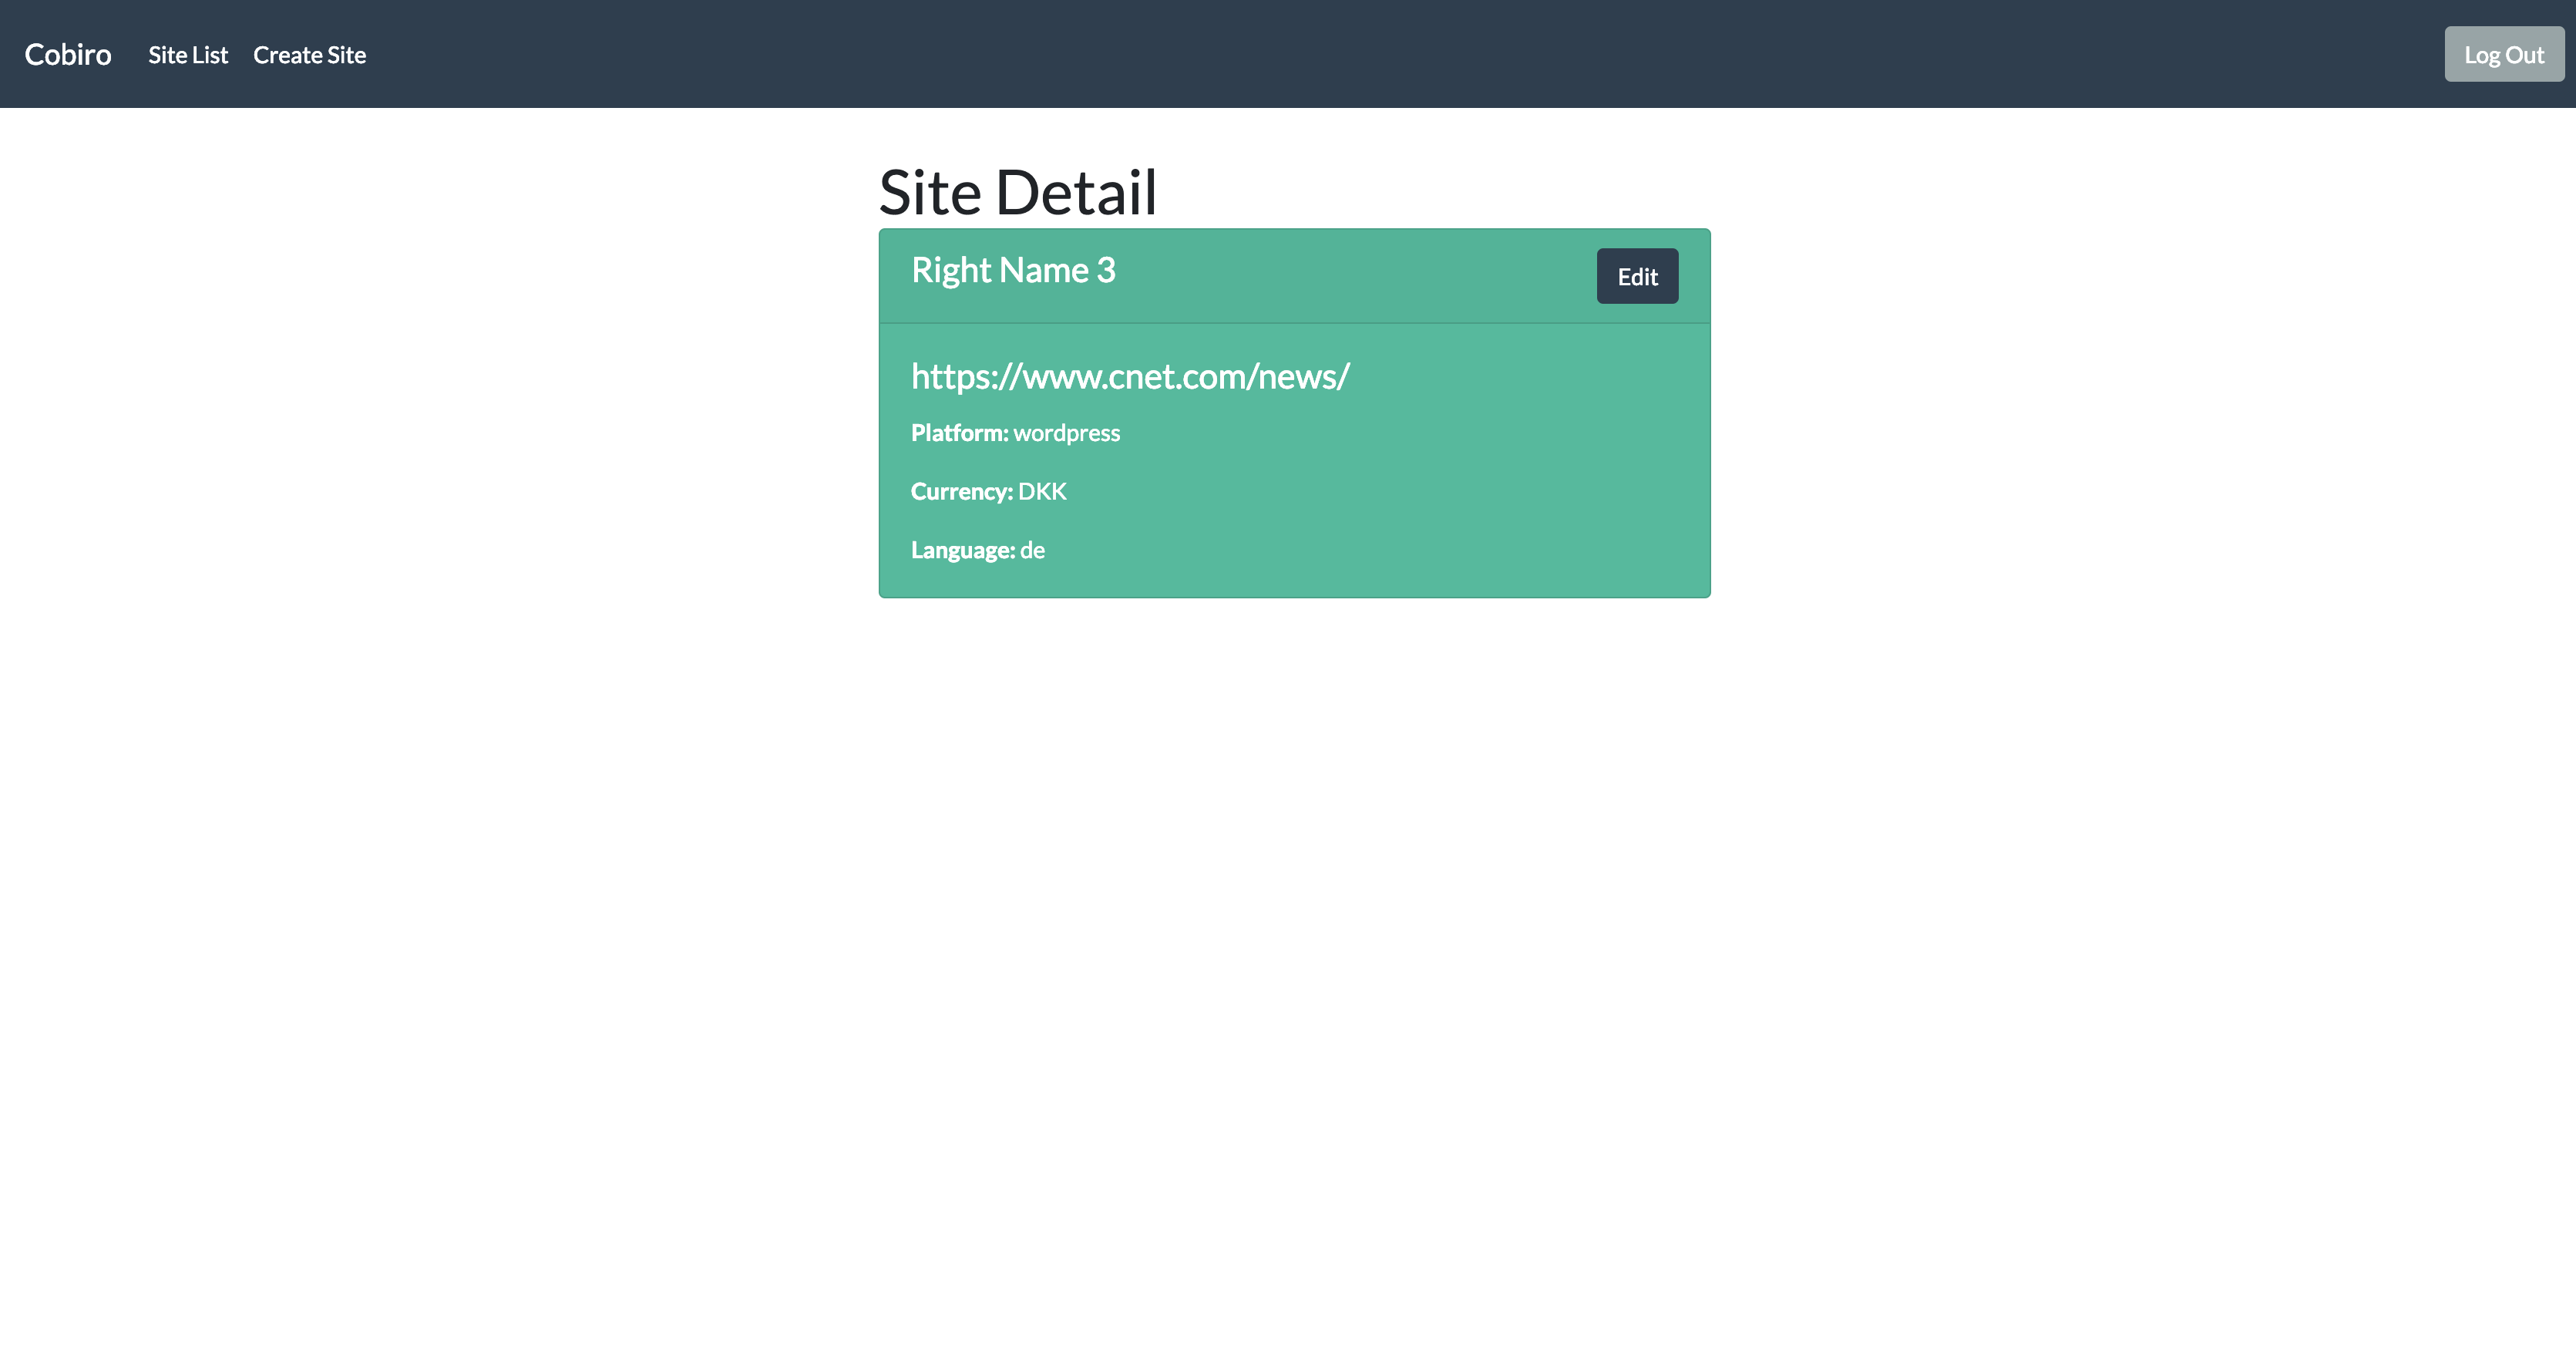 Cobiro Site List Create Site Log Out
Site Detail
Right Name 3 Edit
https://www.cnet.com/news/
Platform: wordpress
Currency: DKK
Language: de